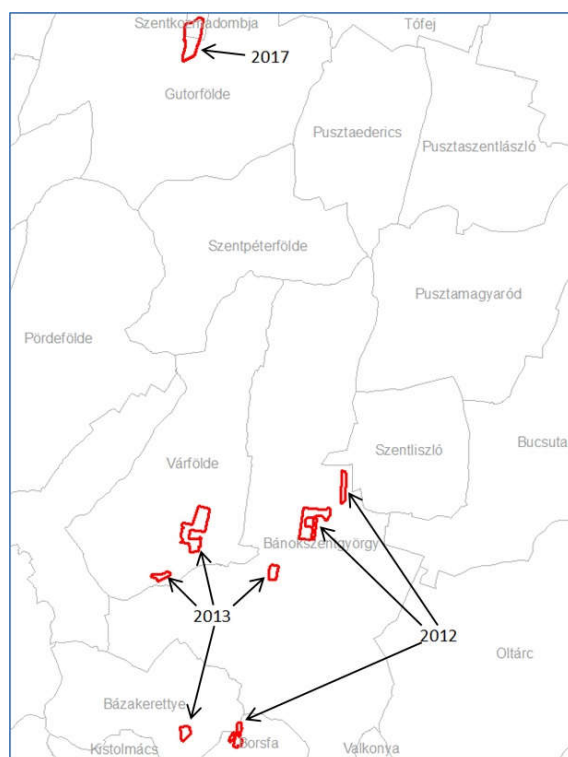 Szentkozmadombja
Tófej
2017
Gutorfölde
Pusztaederics
Pusztaszentlászló
Szentpéterfölde
Pusztamagyaród
Pördefölde
Szentliszló
Bucsuta
Várfölde
Bánokszentgyörgy
2013
2012
Oltárc
Bázakerettye
Kistolmács
Borsfa
Valkonya